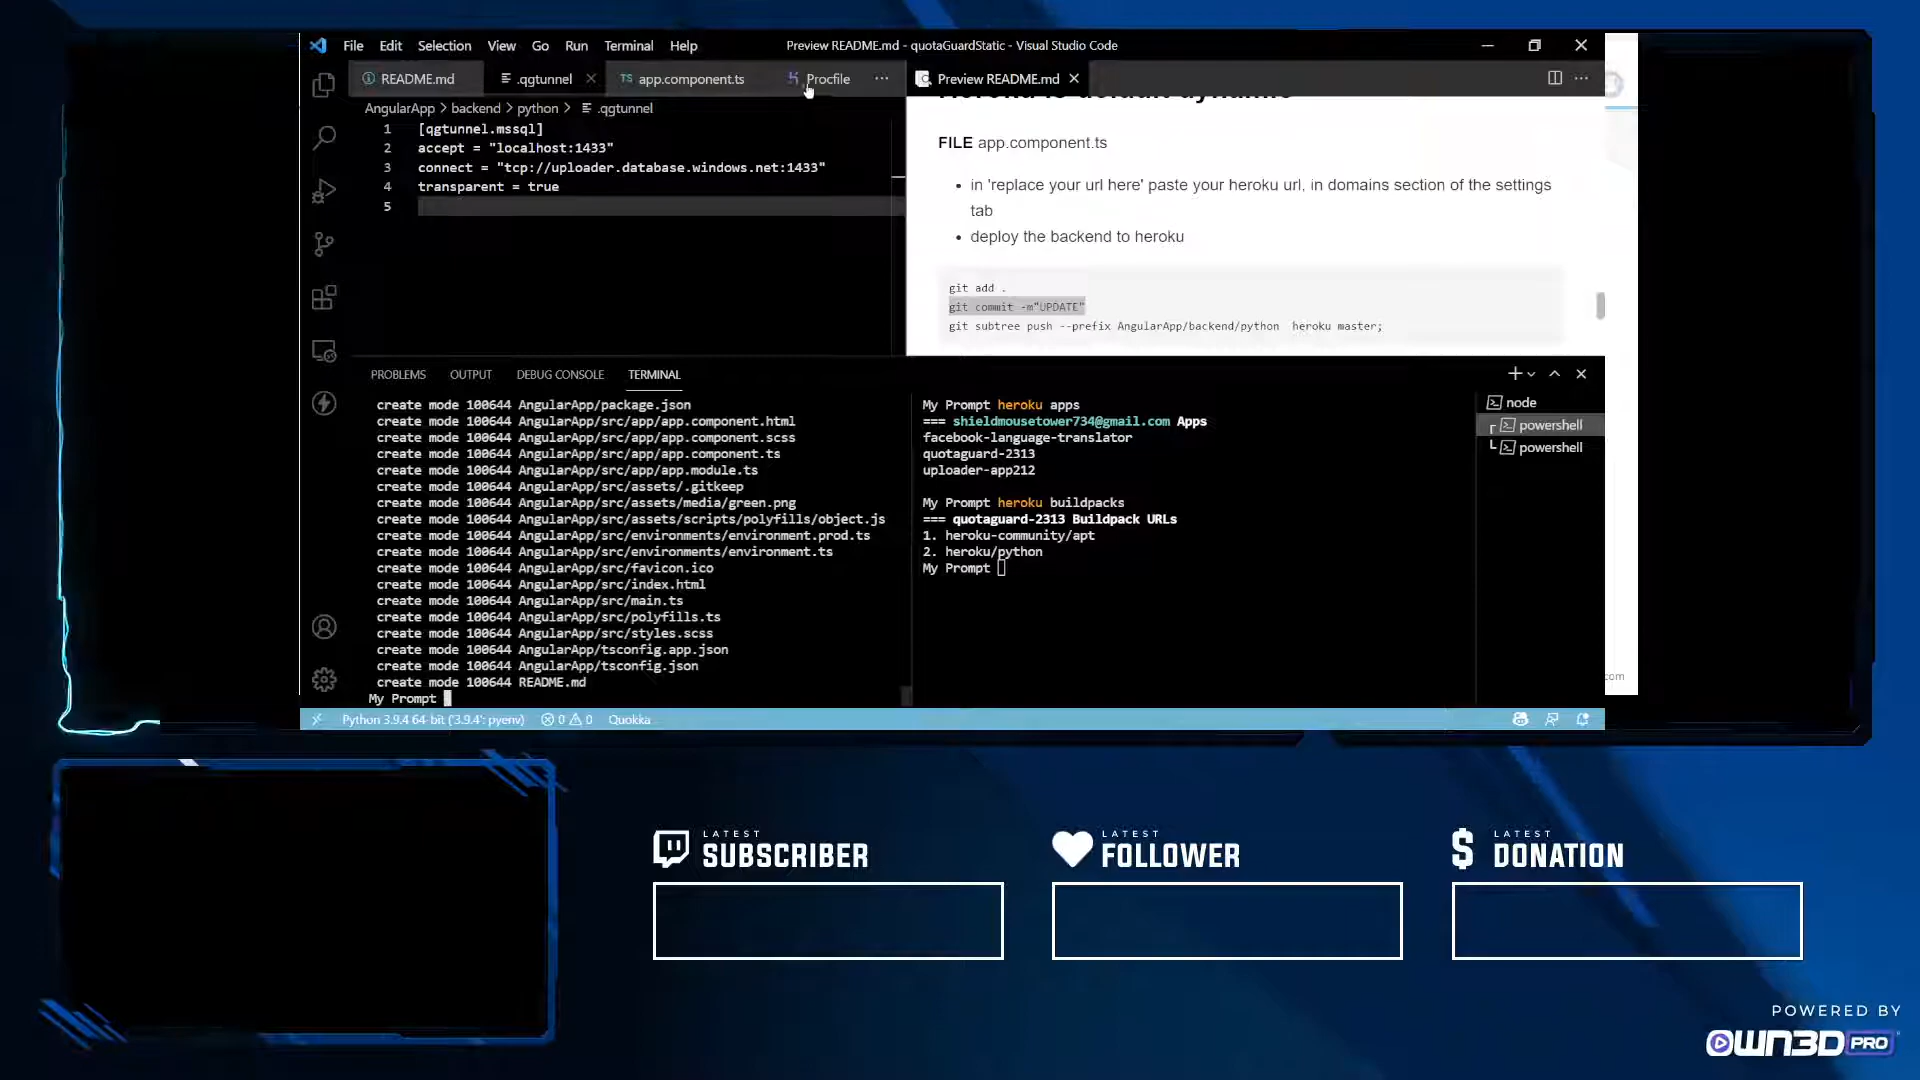 File Edit Selection View Go Run Terminal Help
Preview README.md - quotaGuardStatic - Visual Studio Code
README.md
.qgtunnel
TS app.component.ts
Procfile
Preview README.md
AngularApp > backend > python > .qgtunnel
1 [qgtunnel.mssql]
2 accept = "localhost:1433"
3 connect = "tcp://uploader.database.windows.net:1433"
4 transparent = true
5
FILE app.component.ts
• in 'replace your url here' paste your heroku url, in domains section of the settings
tab
• deploy the backend to heroku
git add .
git commit -m"UPDATE"
git subtree push --prefix AngularApp/backend/python heroku master;
PROBLEMS OUTPUT DEBUG CONSOLE TERMINAL
create mode 100644 AngularApp/package.json
create mode 100644 AngularApp/src/app/app.component.html
create mode 100644 AngularApp/src/app/app.component.scss
create mode 100644 AngularApp/src/app/app.component.ts
create mode 100644 AngularApp/src/app/app.module.ts
create mode 100644 AngularApp/src/assets/.gitkeep
create mode 100644 AngularApp/src/assets/media/green.png
create mode 100644 AngularApp/src/assets/scripts/polyfills/object.js
create mode 100644 AngularApp/src/environments/environment.prod.ts
create mode 100644 AngularApp/src/environments/environment.ts
create mode 100644 AngularApp/src/favicon.ico
create mode 100644 AngularApp/src/index.html
create mode 100644 AngularApp/src/main.ts
create mode 100644 AngularApp/src/polyfills.ts
create mode 100644 AngularApp/src/styles.scss
create mode 100644 AngularApp/tsconfig.app.json
create mode 100644 AngularApp/tsconfig.json
create mode 100644 README.md
My Prompt
My Prompt heroku apps
=== shieldmousetower734@gmail.com Apps
facebook-language-translator
quotaguard-2313
uploader-app212
My Prompt heroku buildpacks
=== quotaguard-2313 Buildpack URLs
1. heroku-community/apt
2. heroku/python
My Prompt
node
powershell
powershell
com
Python 3.9.4 64-bit ('3.9.4': pyenv) 0 0 Quokka
LATEST
SUBSCRIBER
LATEST
FOLLOWER
LATEST
DONATION
POWERED BY
OWN3D PRO